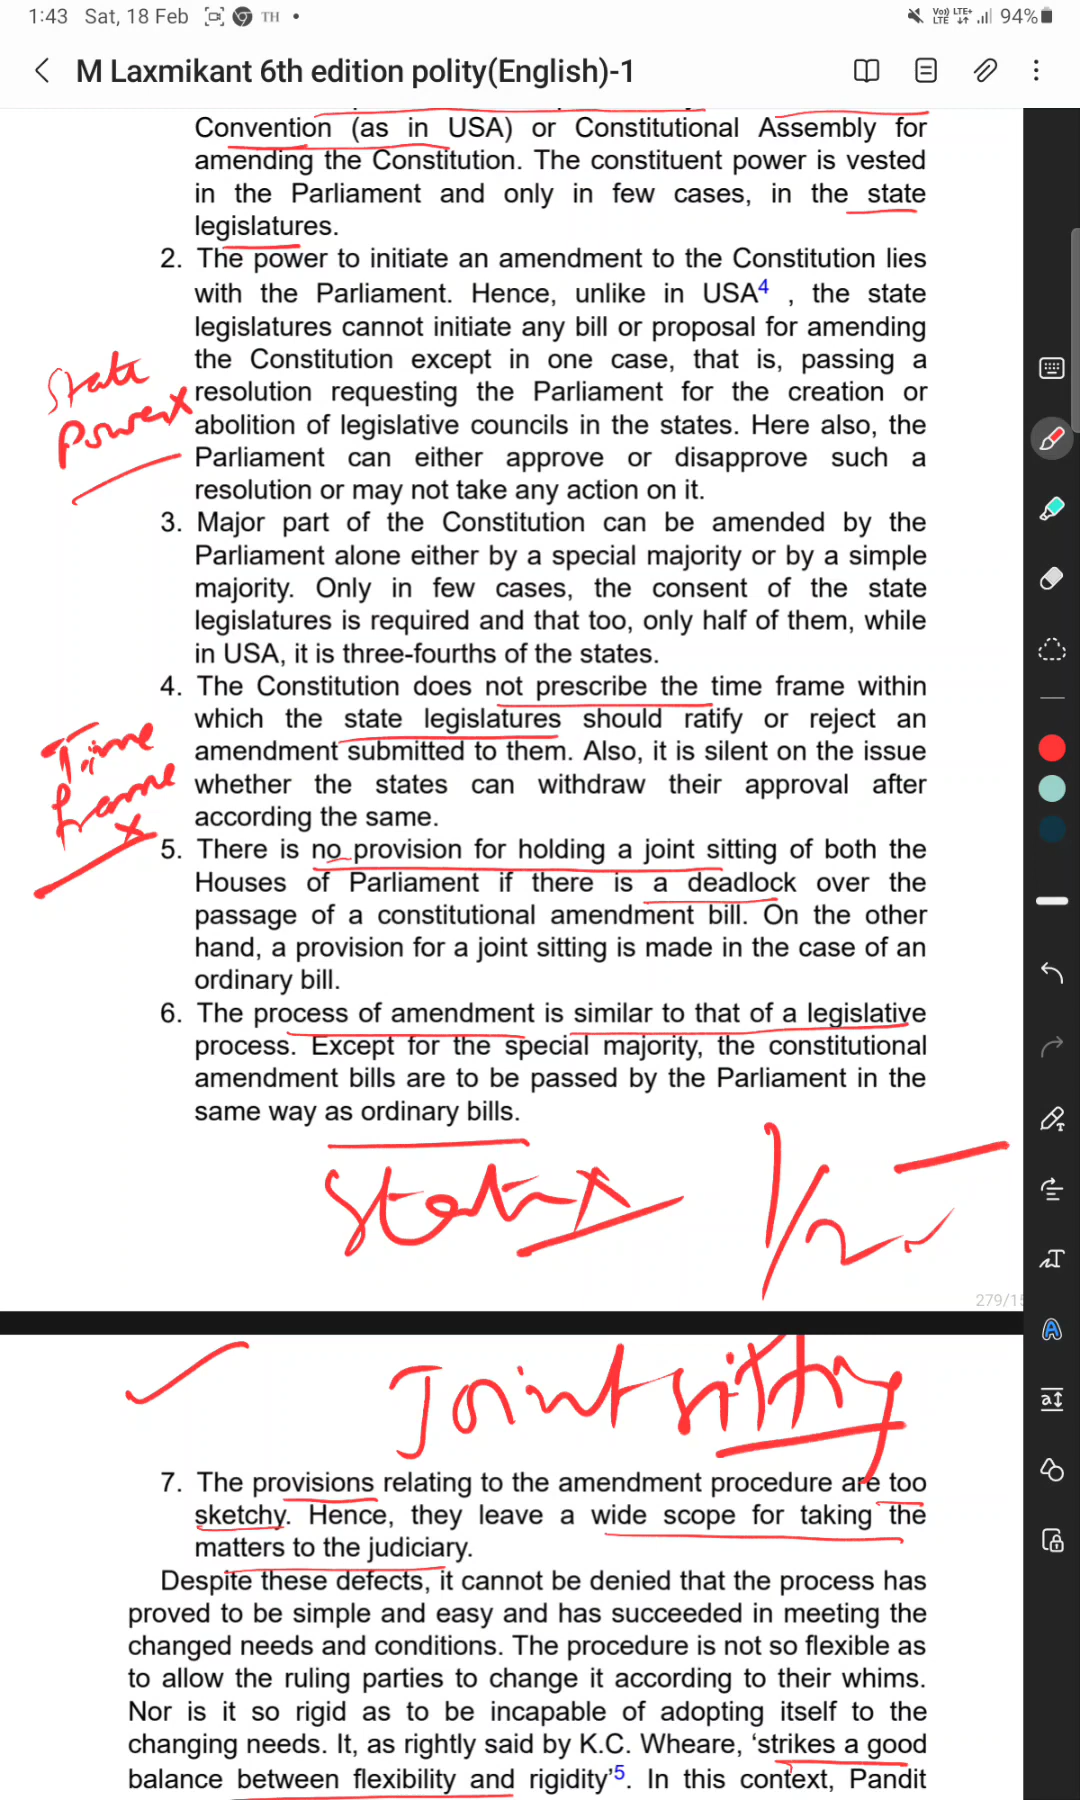 1:43 Sat, 18 Feb TH •
Vo) LTE+
LTE
94%
M Laxmikant 6th edition polity(English)-1
Convention (as in USA) or Constitutional Assembly for
amending the Constitution. The constituent power is vested
in the Parliament and only in few cases, in the state
legislatures.
2. The power to initiate an amendment to the Constitution lies
with the Parliament. Hence, unlike in USA4 , the state
legislatures cannot initiate any bill or proposal for amending
the Constitution except in one case, that is, passing a
State
resolution requesting the Parliament for the creation or
Power x
abolition of legislative councils in the states. Here also, the
Parliament can either approve or disapprove such a
resolution or may not take any action on it.
3. Major part of the Constitution can be amended by the
Parliament alone either by a special majority or by a simple
majority. Only in few cases, the consent of the state
legislatures is required and that too, only half of them, while
in USA, it is three-fourths of the states.
4. The Constitution does not prescribe the time frame within
which the state legislatures should ratify or reject an
Time
amendment submitted to them. Also, it is silent on the issue
frame
whether the states can withdraw their approval after
x
according the same.
5. There is no provision for holding a joint sitting of both the
Houses of Parliament if there is a deadlock over the
passage of a constitutional amendment bill. On the other
hand, a provision for a joint sitting is made in the case of an
ordinary bill.
6. The process of amendment is similar to that of a legislative
process. Except for the special majority, the constitutional
amendment bills are to be passed by the Parliament in the
same way as ordinary bills.
State x 1/2
279/15
Joint sitting
7. The provisions relating to the amendment procedure are too
sketchy. Hence, they leave a wide scope for taking the
matters to the judiciary.
Despite these defects, it cannot be denied that the process has
proved to be simple and easy and has succeeded in meeting the
changed needs and conditions. The procedure is not so flexible as
to allow the ruling parties to change it according to their whims.
Nor is it so rigid as to be incapable of adopting itself to the
changing needs. It, as rightly said by K.C. Wheare, ‘strikes a good
balance between flexibility and rigidity’5. In this context, Pandit